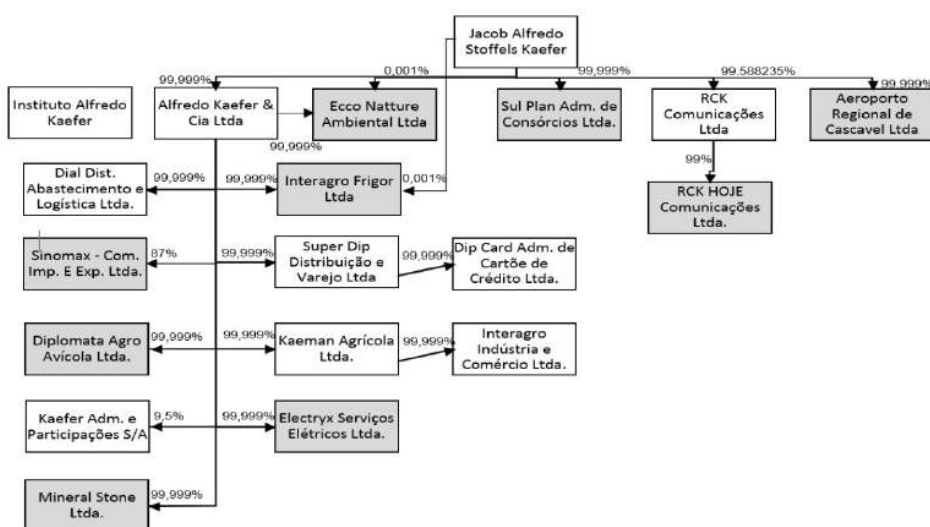 Jacob Alfredo
Stoffels Kaefer
99,999%
0,001%
99,999%
99.588235%
99.999%
Instituto Alfredo
Kaefer
Alfredo Kaefer &
Cia Ltda
Ecco Natture
Ambiental Ltda
Sul Plan Adm. de
Consórcios Ltda.
RCK
Comunicações
Ltda
Aeroporto
Regional de
Cascavel Ltda
99,999%
99%
Dial Dist.
Abastecimento e
Logística Ltda.
99,999%
99,999%
Interagro Frigor
Ltda
0,001%
RCK HOJE
Comunicações
Ltda.
Sinomax - Com.
Imp. E Exp. Ltda.
87%
99,999%
Super Dip
Distribuição e
Varejo Ltda
99,999%
Dip Card Adm. de
Cartõe de
Crédito Ltda.
Diplomata Agro
Avícola Ltda.
99,999%
99,999%
Kaeman Agrícola
Ltda.
99,999%
Interagro
Indústria e
Comércio Ltda.
Kaefer Adm. e
Participações S/A
9,5%
99,999%
Electryx Serviços
Elétricos Ltda.
Mineral Stone
Ltda.
99,999%